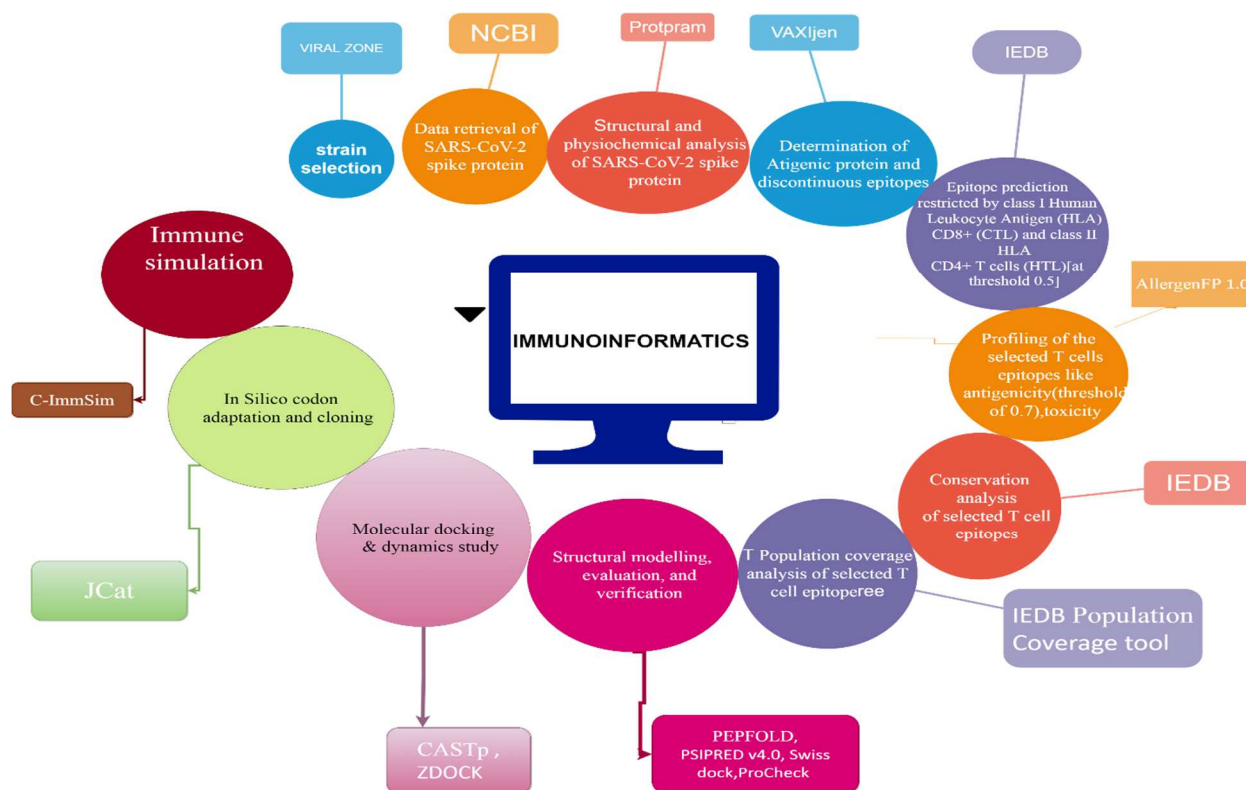 VIRAL ZONE
NCBI
Protpram
VAXIjen
IEDB
strain
selection
Data retrieval of
SARS-CoV-2
spike protein
Structural and
physiochemical analysis
of SARS-CoV-2 spike
protein
Determination of
Atigenic protein and
discontinuous epitopes
Epitope prediction
restricted by class I Human
Leukocyte Antigen (HLA)
CD8+ (CTL) and class II
HLA
CD4+ T cells (HTL)[at
threshold 0.5]
AllergenFP 1.0
Profiling of the
selected T cells
epitopes like
antigenicity(threshold
of 0.7),toxicity
Conservation
analysis
of selected T cell
epitopes
IEDB
T Population coverage
analysis of selected T
cell epitoperee
IEDB Population
Coverage tool
Structural modelling,
evaluation, and
verification
PEPFOLD,
PSIPRED v4.0, Swiss
dock,ProCheck
Molecular docking
& dynamics study
CASTp ,
ZDOCK
In Silico codon
adaptation and cloning
JCat
Immune
simulation
C-ImmSim
IMMUNOINFORMATICS